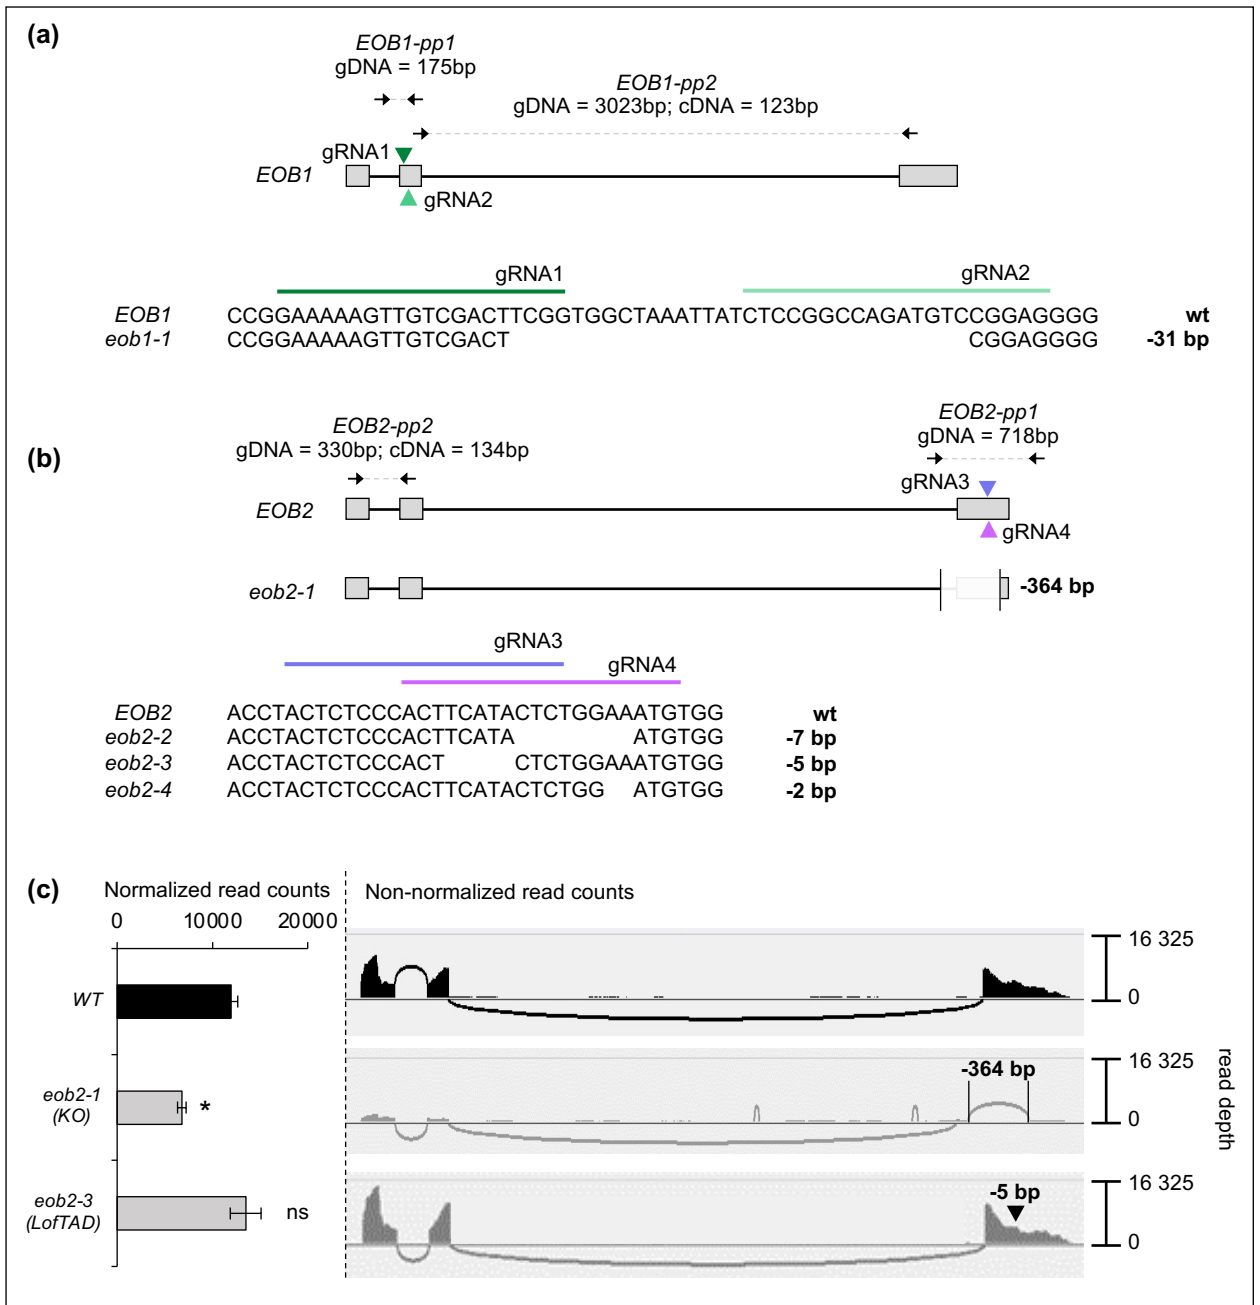 (a)
EOB1-pp1
gDNA = 175bp
EOB1-pp2
gDNA = 3023bp; cDNA = 123bp
gRNA1
EOB1
gRNA2
gRNA1
gRNA2
EOB1 CCGGAAAAAGTTGTCGACTTCGGTGGCTAAATTATCTCCGGCCAGATGTCCGGAGGGG wt
eob1-1 CCGGAAAAAGTTGTCGACT CGGAGGGG -31 bp
(b)
EOB2-pp2
gDNA = 330bp; cDNA = 134bp
EOB2-pp1
gDNA = 718bp
gRNA3
EOB2
gRNA4
eob2-1 -364 bp
gRNA3
gRNA4
EOB2 ACCTACTCTCCCACTTCATACTCTGGAAATGTGG wt
eob2-2 ACCTACTCTCCCACTTCATA ATGTGG -7 bp
eob2-3 ACCTACTCTCCCACT CTCTGGAAATGTGG -5 bp
eob2-4 ACCTACTCTCCCACTTCATACTCTGG ATGTGG -2 bp
(c)
Normalized read counts
0 10000 20000
Non-normalized read counts
WT
16 325
0
eob2-1
(KO)
*
-364 bp
16 325
0
eob2-3
(LofTAD)
ns
-5 bp
16 325
0
read depth